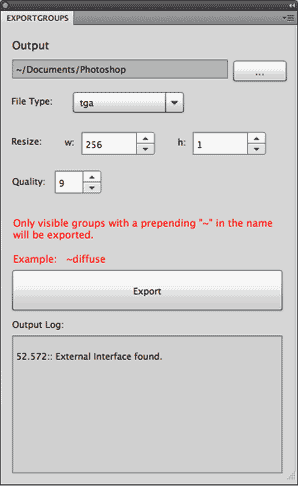 EXPORTGROUPS
Output
~/Documents/Photoshop ...
File Type: tga
Resize: w: 256 h: 1
Quality: 9
Only visible groups with a prepending "~" in the name
will be exported.
Example: ~diffuse
Export
Output Log:
52.572:: External Interface found.